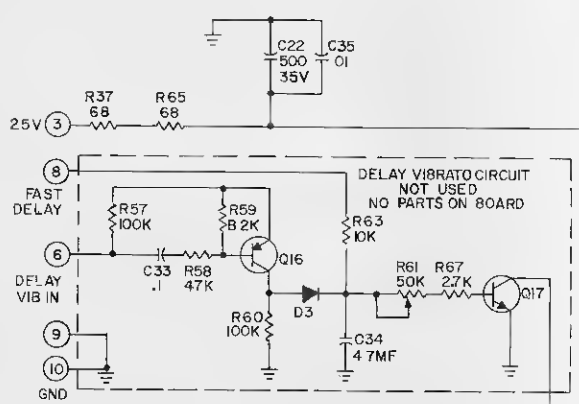 C22
500
35V
C35
.01
R37
68
R65
68
25V 3
8
FAST
DELAY
DELAY VIBRATO CIRCUIT
NOT USED
NO PARTS ON BOARD
R57
100K
R59
8.2K
R63
10K
6
DELAY
VIB IN
C33
.1
R58
47K
Q16
R61
50K
R67
2.7K
Q17
D3
R60
100K
C34
4.7MF
9
10
GND